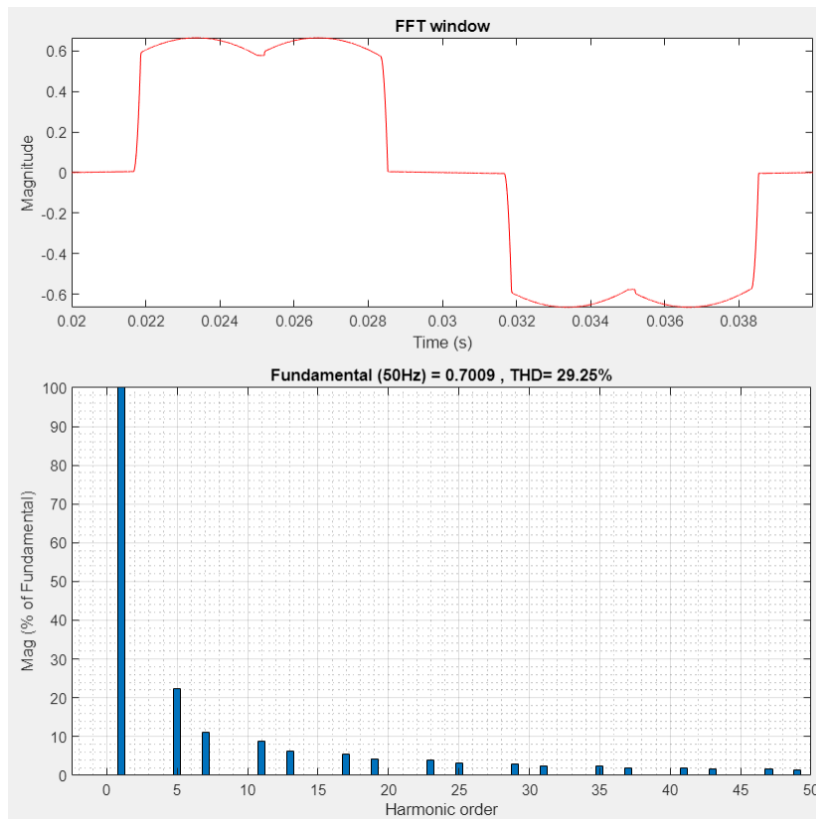 FFT window
0.6
0.4
0.2
0
-0.2
-0.4
-0.6
Magnitude
0.02 0.022 0.024 0.026 0.028 0.03 0.032 0.034 0.036 0.038
Time (s)
Fundamental (50Hz) = 0.7009 , THD= 29.25%
100
90
80
70
60
50
40
30
20
10
0
Mag (% of Fundamental)
0 5 10 15 20 25 30 35 40 45 50
Harmonic order